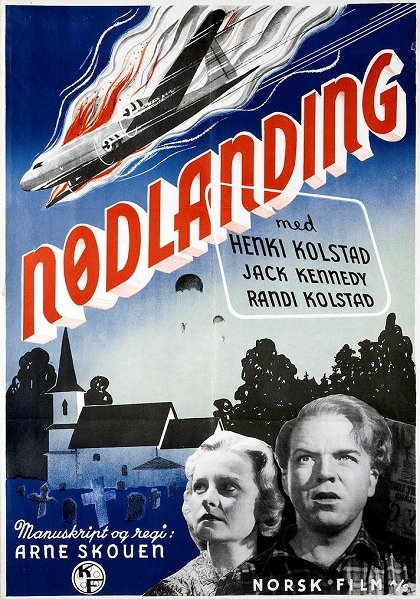 NØDLANDING
med
HENKI KOLSTAD
JACK KENNEDY
RANDI KOLSTAD
Manuskript og regi:
ARNE SKOUEN
NORSK FILM A/S